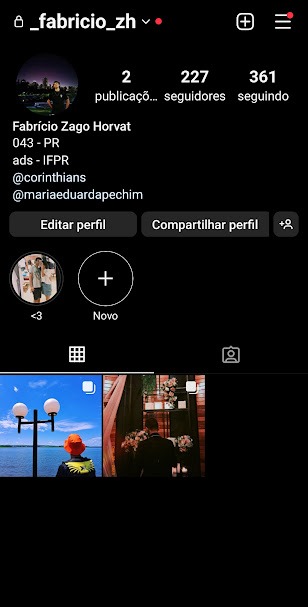 _fabricio_zh
2 227 361
publicaçõ... seguidores seguindo
Fabrício Zago Horvat
043 - PR
ads - IFPR
@corinthians
@mariaeduardapechim
Editar perfil Compartilhar perfil
<3 Novo